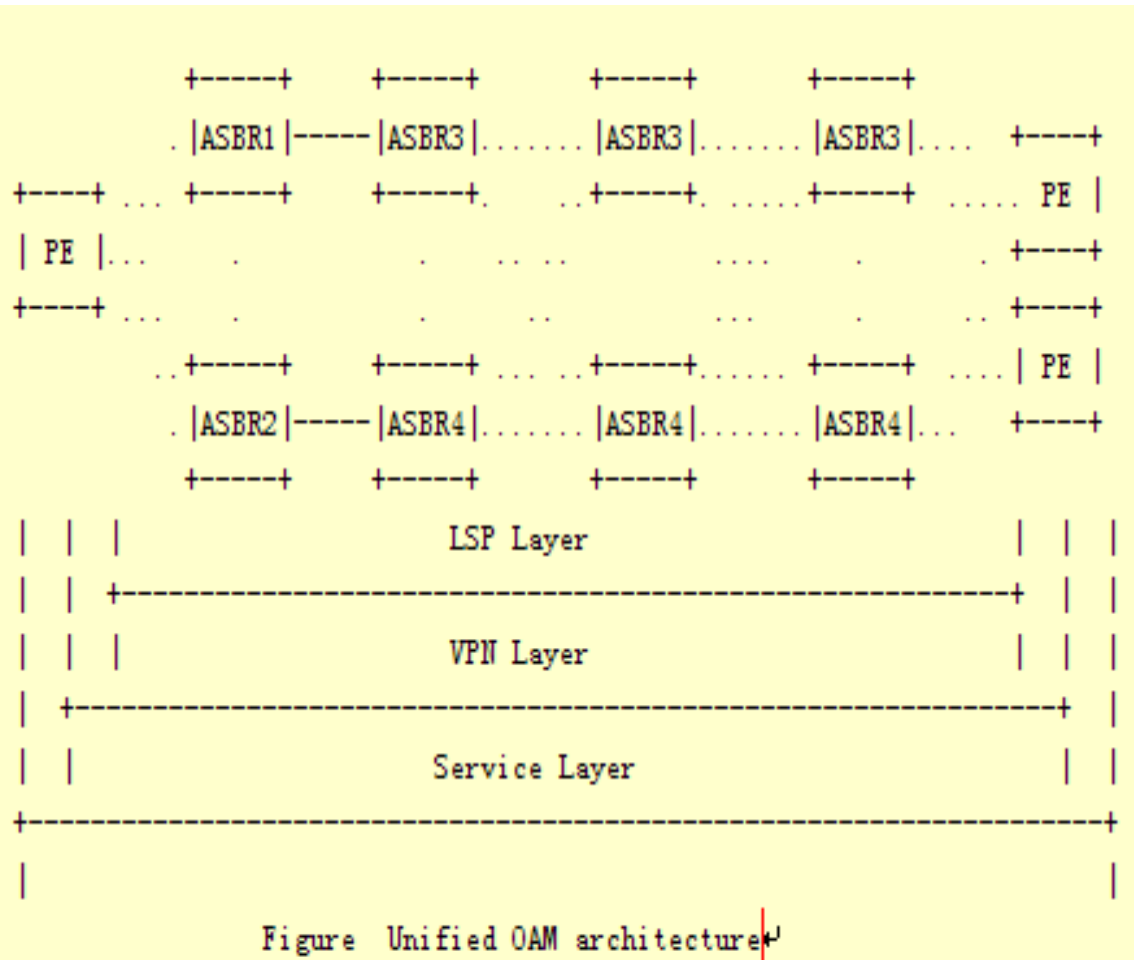 +-----+     +-----+       +-----+       +-----+
.|ASBR1|-----|ASBR3|.......|ASBR3|.......|ASBR3|....  +----+
+----+ ... +-----+     +-----+.    ..+-----+. .....+-----+  ..... PE |
| PE |...    .           .    .. ..         ....     .       . +----+
+----+ ...    .           .      ..          ...      .      .. +----+
..+-----+     +-----+ ... ..+-----+...... +-----+  ....| PE |
.|ASBR2|-----|ASBR4|.......|ASBR4|.......|ASBR4|...   +----+
+-----+     +-----+       +-----+       +-----+
|  |  |                     LSP Layer                           |  |  |
|  |  +---------------------------------------------------------+  |  |
|  |  |                     VPN Layer                           |  |  |
|  +---------------------------------------------------------------+  |
|  |                       Service Layer                           |  |
+---------------------------------------------------------------------+
|                                                                     |
Figure  Unified OAM architecture↵